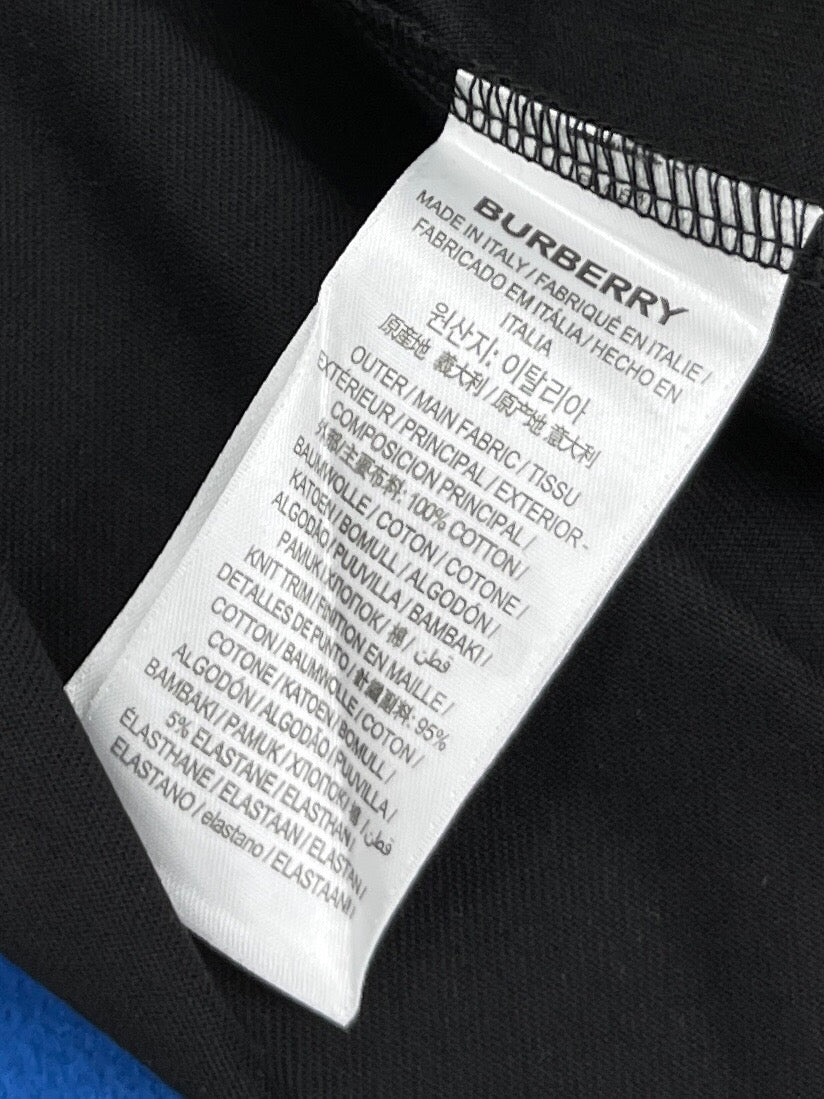 BURBERRY
MADE IN ITALY / FABRIQUÉ EN ITALIE /
FABRICADO EM ITÁLIA / HECHO EN
ITALIA
원산지: 이탈리아
原産地 義大利 / 原产地 意大利
OUTER / MAIN FABRIC / TISSU
EXTÉRIEUR / PRINCIPAL / EXTERIOR -
COMPOSICION PRINCIPAL /
外層/主要布料: 100% COTTON /
BAUMWOLLE / COTON / COTONE /
KATOEN / BOMULL / ALGODÓN /
ALGODÃO / PUUVILLA / BAMBAKI /
PAMUK / ХЛОПОК / 棉 / قطن
KNIT TRIM / FINITION EN MAILLE /
DETALLES DE PUNTO / 針織輔料: 95%
COTTON / BAUMWOLLE / COTON /
COTONE / KATOEN / BOMULL /
ALGODÓN / ALGODÃO / PUUVILLA /
BAMBAKI / PAMUK / ХЛОПОК / 棉 / قطن
5% ELASTANE / ELASTHAN /
ÉLASTHANE / ELASTAAN / ELASTAN /
ELASTANO / elastano / ELASTAANI